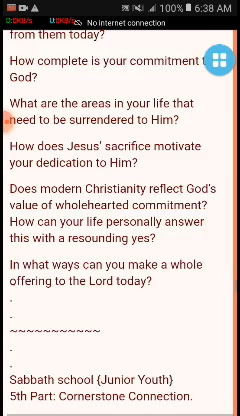 100% 6:38 AM
O:0KB/s U:0KB/s No internet connection
from them today?
How complete is your commitment
God?
What are the areas in your life that
need to be surrendered to Him?
How does Jesus' sacrifice motivate
your dedication to Him?
Does modern Christianity reflect God's
value of wholehearted commitment?
How can your life personally answer
this with a resounding yes?
In what ways can you make a whole
offering to the Lord today?
.
.
~~~~~~~~~~~
.
.
Sabbath school {Junior Youth}
5th Part: Cornerstone Connection.